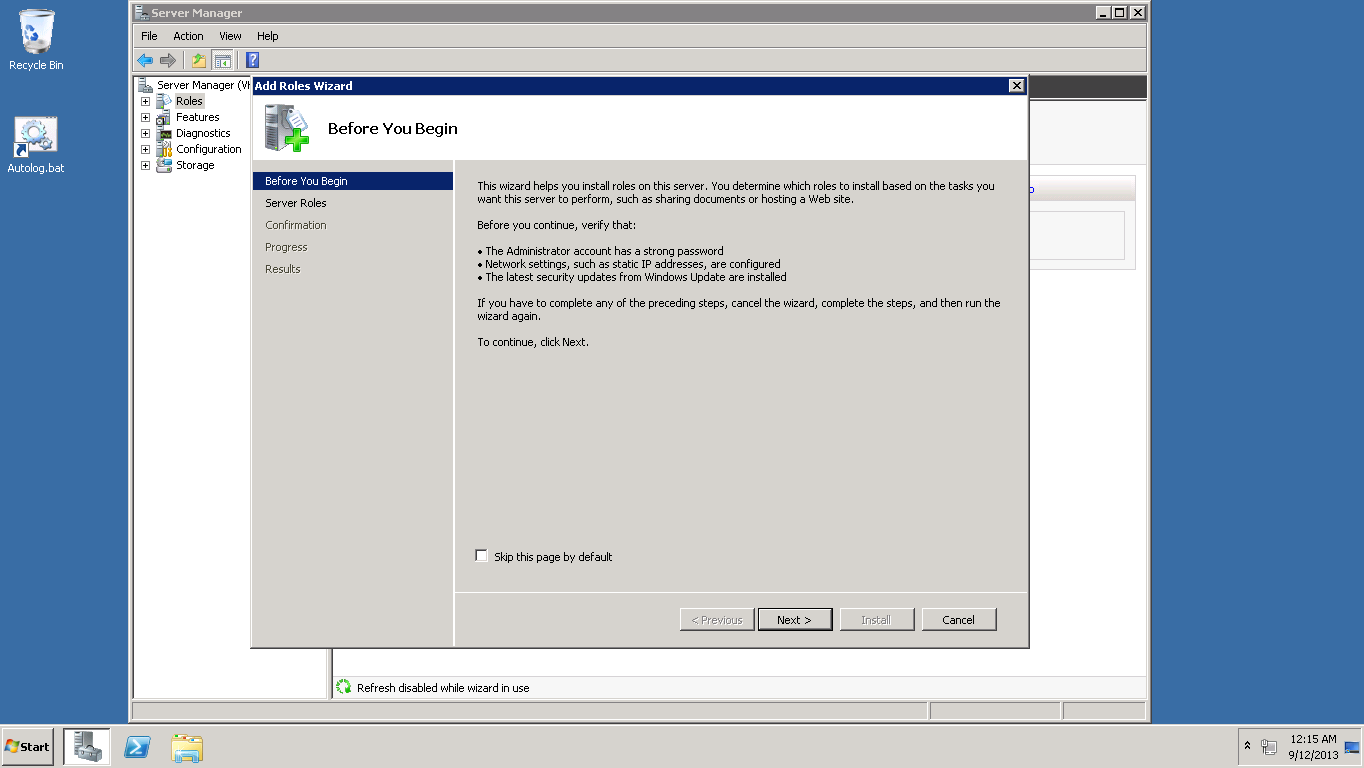 Recycle Bin
Autolog.bat
Server Manager
File Action View Help
Server Manager (
Roles
Features
Diagnostics
Configuration
Storage
Add Roles Wizard
Before You Begin
Before You Begin
Server Roles
Confirmation
Progress
Results
This wizard helps you install roles on this server. You determine which roles to install based on the tasks you
want this server to perform, such as sharing documents or hosting a Web site.
Before you continue, verify that:
• The Administrator account has a strong password
• Network settings, such as static IP addresses, are configured
• The latest security updates from Windows Update are installed
If you have to complete any of the preceding steps, cancel the wizard, complete the steps, and then run the
wizard again.
To continue, click Next.
Skip this page by default
< Previous Next > Install Cancel
Refresh disabled while wizard in use
Start
12:15 AM
9/12/2013